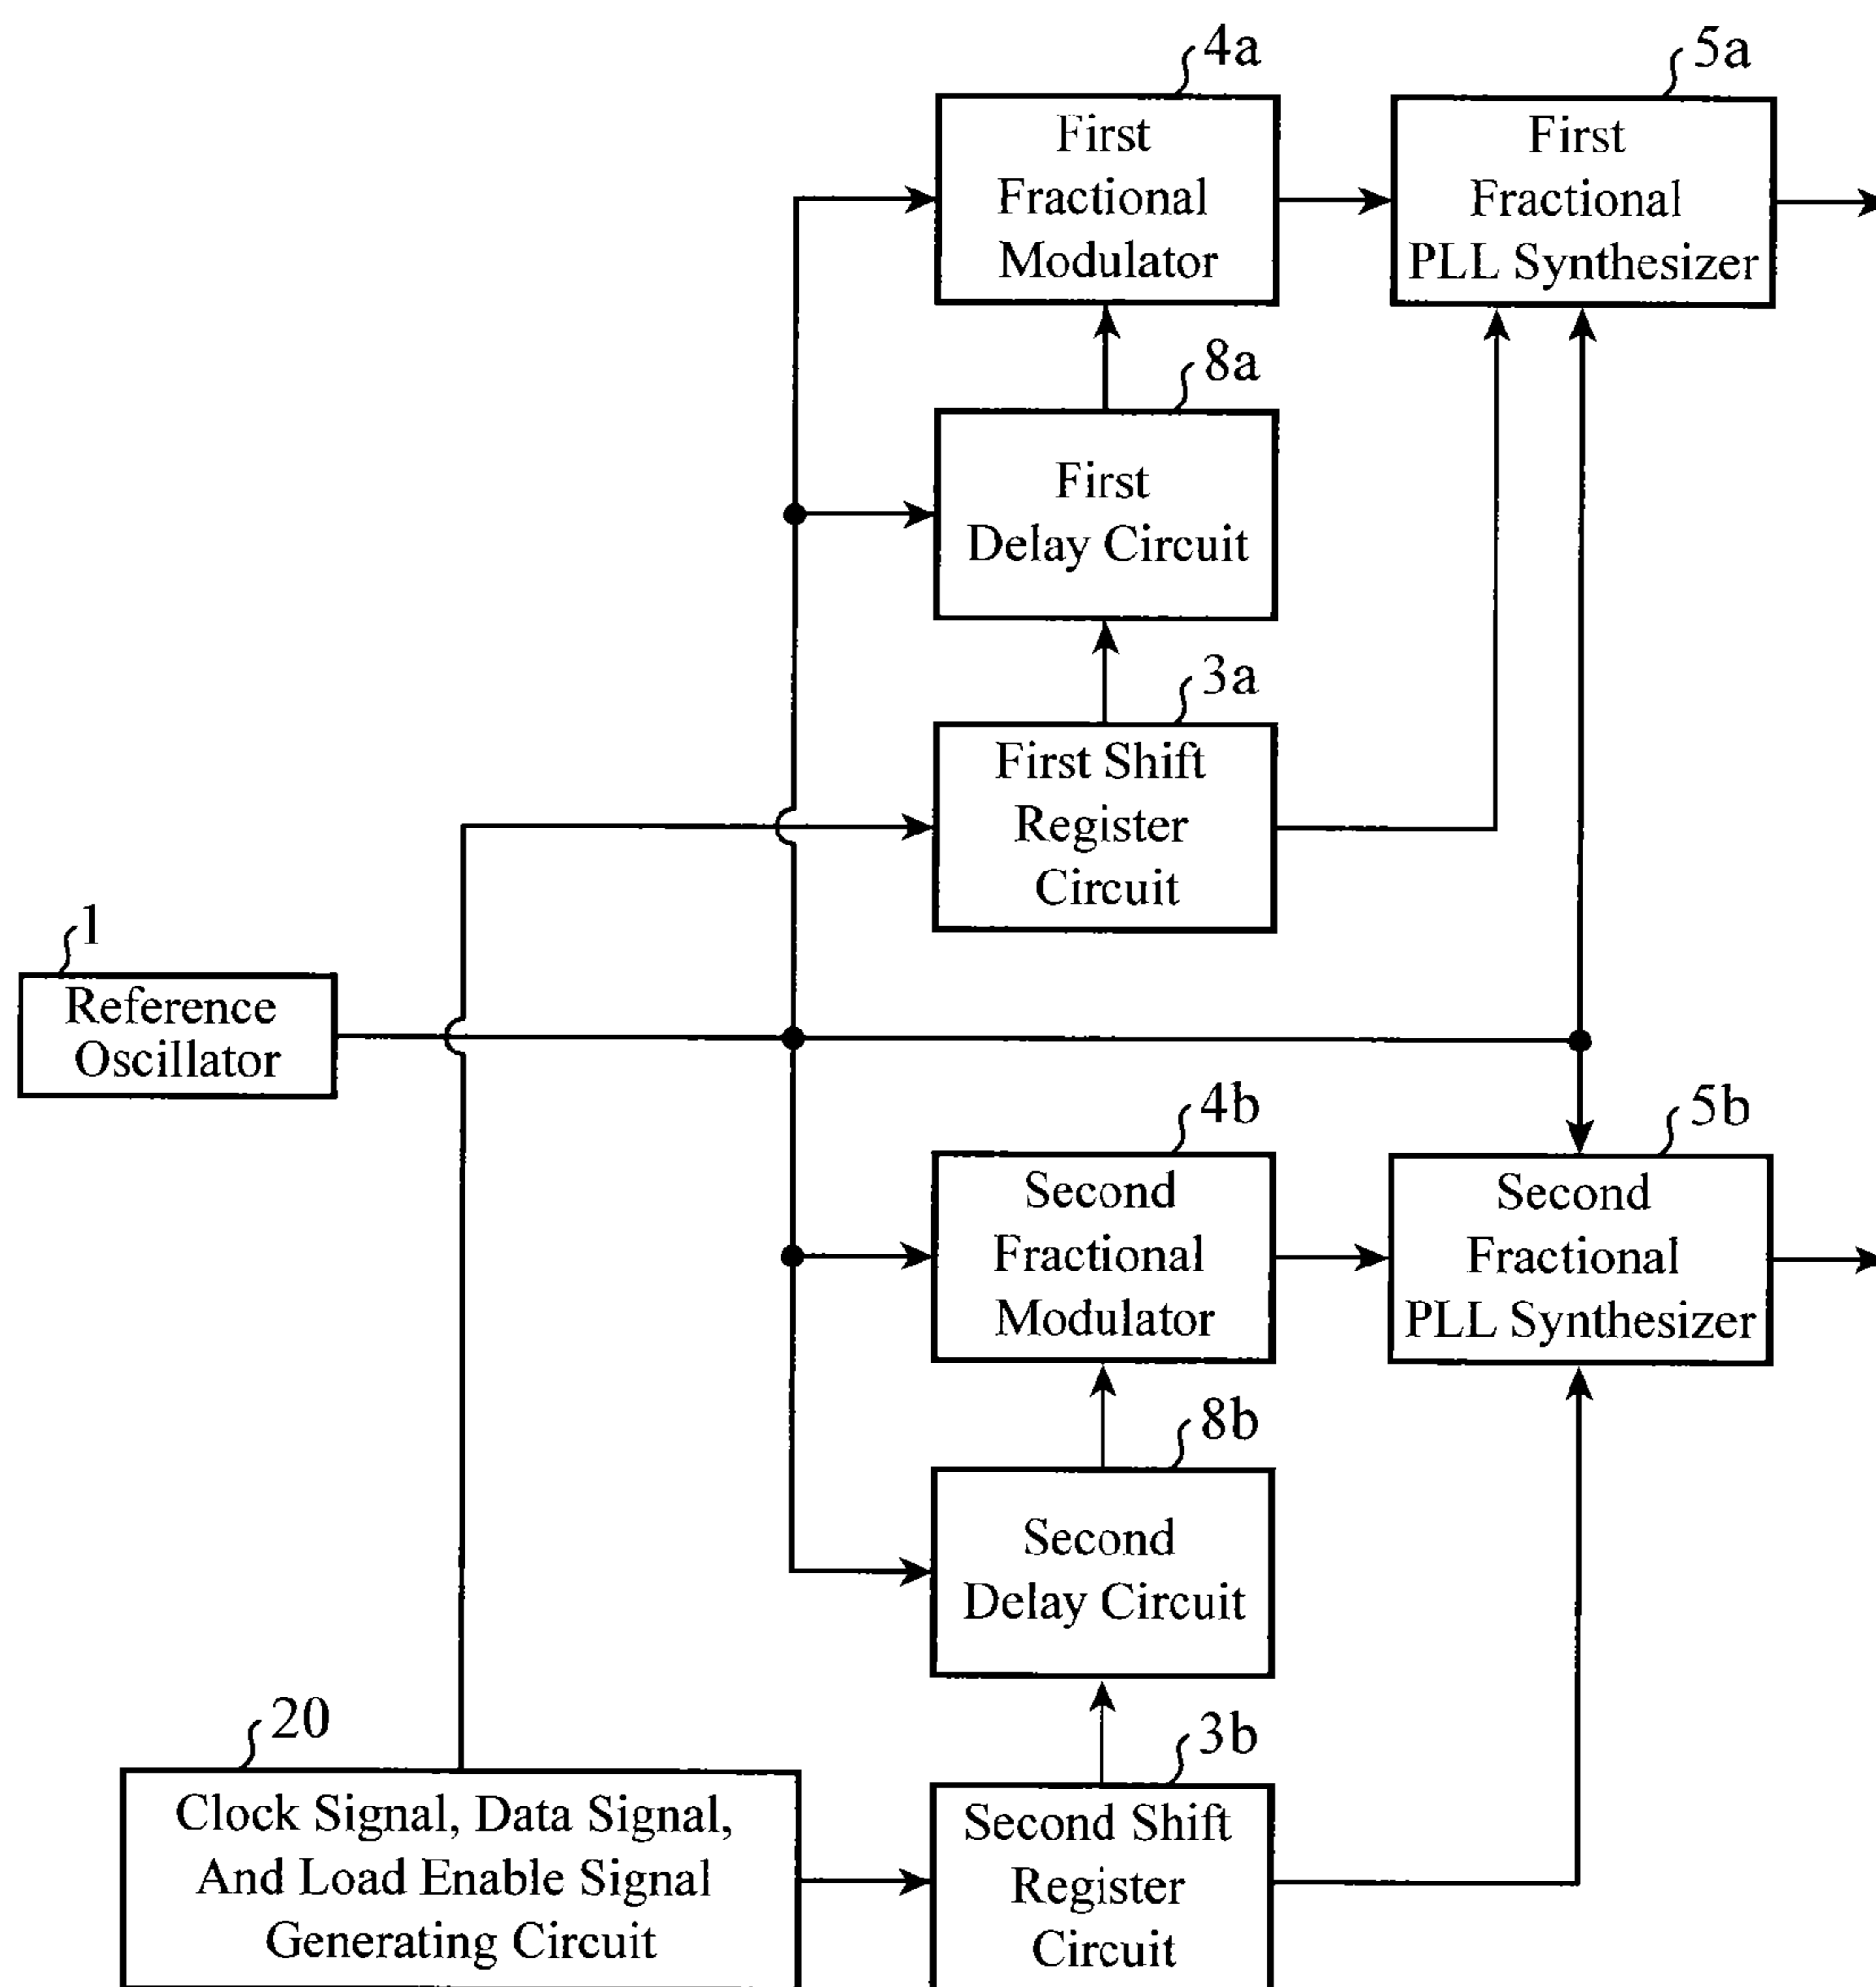 4a
First
Fractional
Modulator
5a
First
Fractional
PLL Synthesizer
8a
First
Delay Circuit
3a
First Shift
Register
Circuit
1
Reference
Oscillator
4b
Second
Fractional
Modulator
5b
Second
Fractional
PLL Synthesizer
8b
Second
Delay Circuit
20
Clock Signal, Data Signal,
And Load Enable Signal
Generating Circuit
3b
Second Shift
Register
Circuit